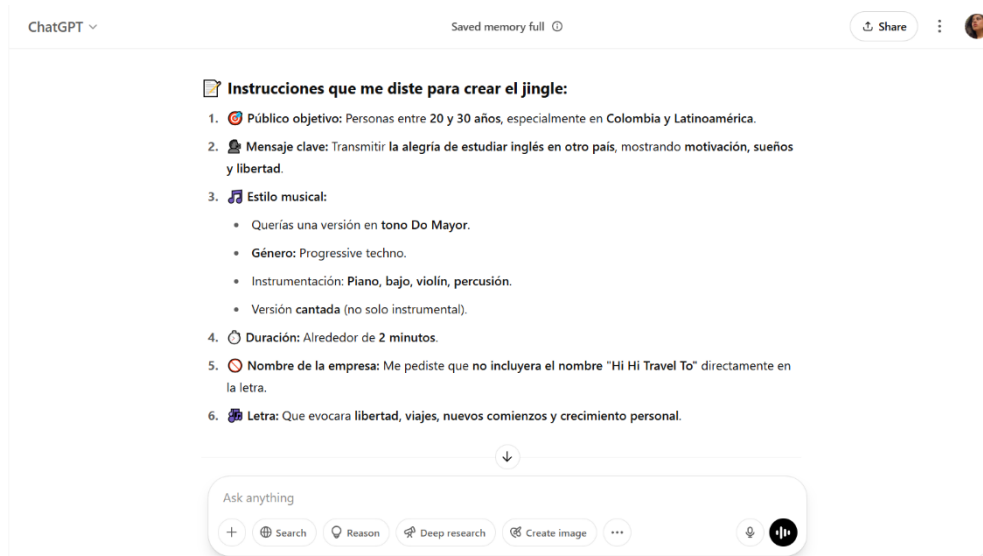 ChatGPT
Saved memory full
Share
📝 Instrucciones que me diste para crear el jingle:
1. 🎯 Público objetivo: Personas entre 20 y 30 años, especialmente en Colombia y Latinoamérica.
2. 🗣 Mensaje clave: Transmitir la alegría de estudiar inglés en otro país, mostrando motivación, sueños
y libertad.
3. 🎵 Estilo musical:
• Querías una versión en tono Do Mayor.
• Género: Progressive techno.
• Instrumentación: Piano, bajo, violín, percusión.
• Versión cantada (no solo instrumental).
4. ⏱ Duración: Alrededor de 2 minutos.
5. 🚫 Nombre de la empresa: Me pediste que no incluyera el nombre "Hi Hi Travel To" directamente en
la letra.
6. 🎶 Letra: Que evocara libertad, viajes, nuevos comienzos y crecimiento personal.
Ask anything
Search
Reason
Deep research
Create image